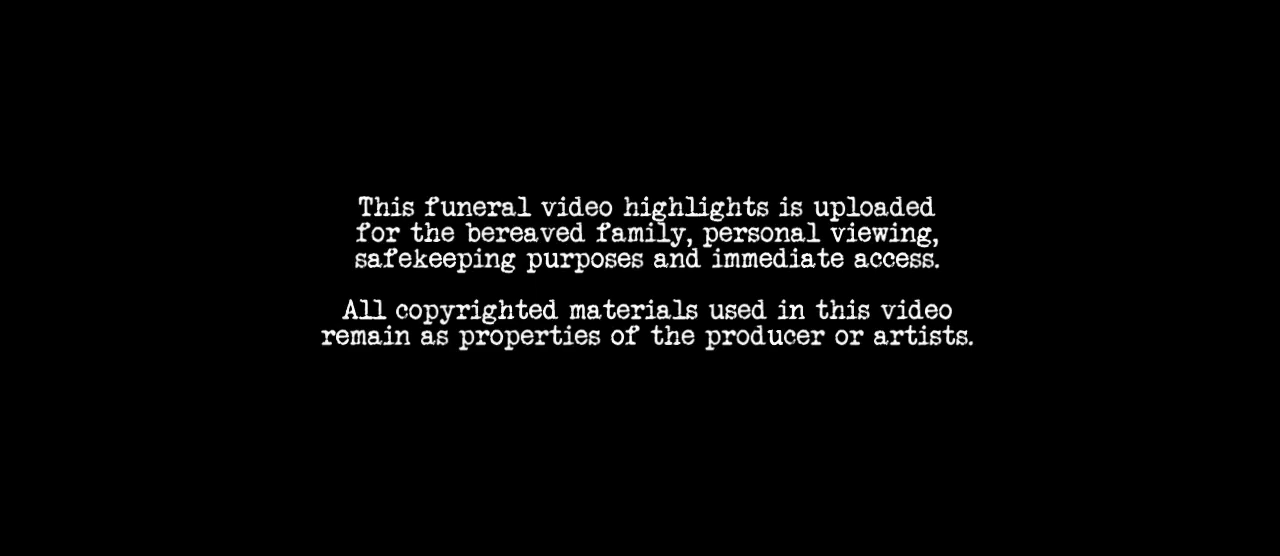 This funeral video highlights is uploaded
for the bereaved family, personal viewing,
safekeeping purposes and immediate access.
All copyrighted materials used in this video
remain as properties of the producer or artists.